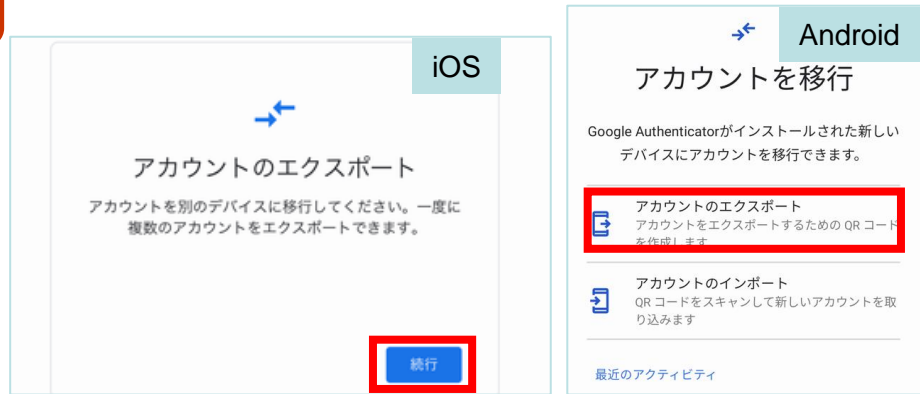 iOS
アカウントのエクスポート
アカウントを別のデバイスに移行してください。一度に
複数のアカウントをエクスポートできます。
続行
Android
アカウントを移行
Google Authenticatorがインストールされた新しい
デバイスにアカウントを移行できます。
アカウントのエクスポート
アカウントをエクスポートするための QR コード
を作成します
アカウントのインポート
QR コードをスキャンして新しいアカウントを取
り込みます
最近のアクティビティ